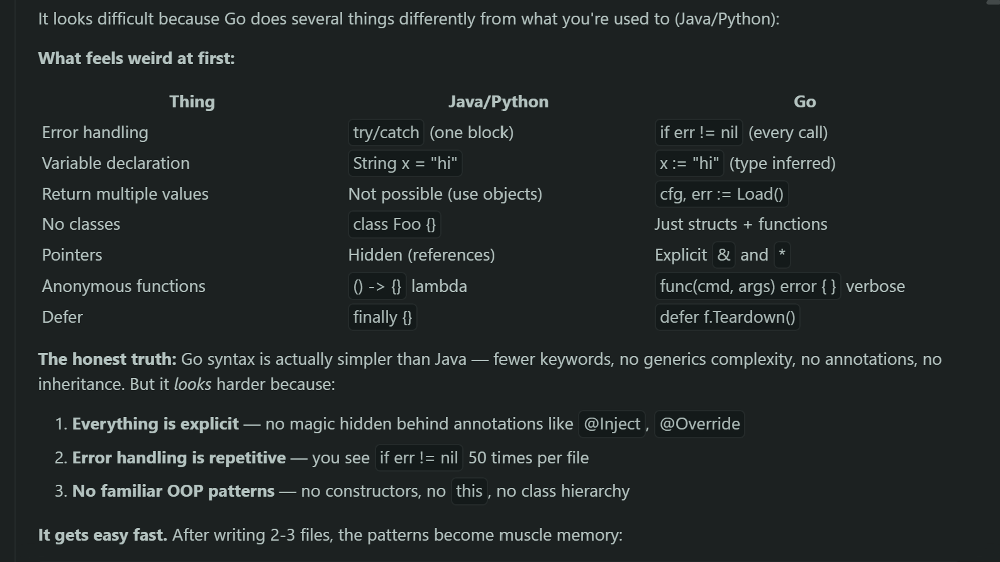 It looks difficult because Go does several things differently from what you're used to (Java/Python):
What feels weird at first:
Thing Java/Python Go
Error handling try/catch (one block) if err != nil (every call)
Variable declaration String x = "hi" x := "hi" (type inferred)
Return multiple values Not possible (use objects) cfg, err := Load()
No classes class Foo {} Just structs + functions
Pointers Hidden (references) Explicit & and *
Anonymous functions () -> {} lambda func(cmd, args) error { } verbose
Defer finally {} defer f.Teardown()
The honest truth: Go syntax is actually simpler than Java — fewer keywords, no generics complexity, no annotations, no
inheritance. But it looks harder because:
1. Everything is explicit — no magic hidden behind annotations like @Inject, @Override
2. Error handling is repetitive — you see if err != nil 50 times per file
3. No familiar OOP patterns — no constructors, no this, no class hierarchy
It gets easy fast. After writing 2-3 files, the patterns become muscle memory: